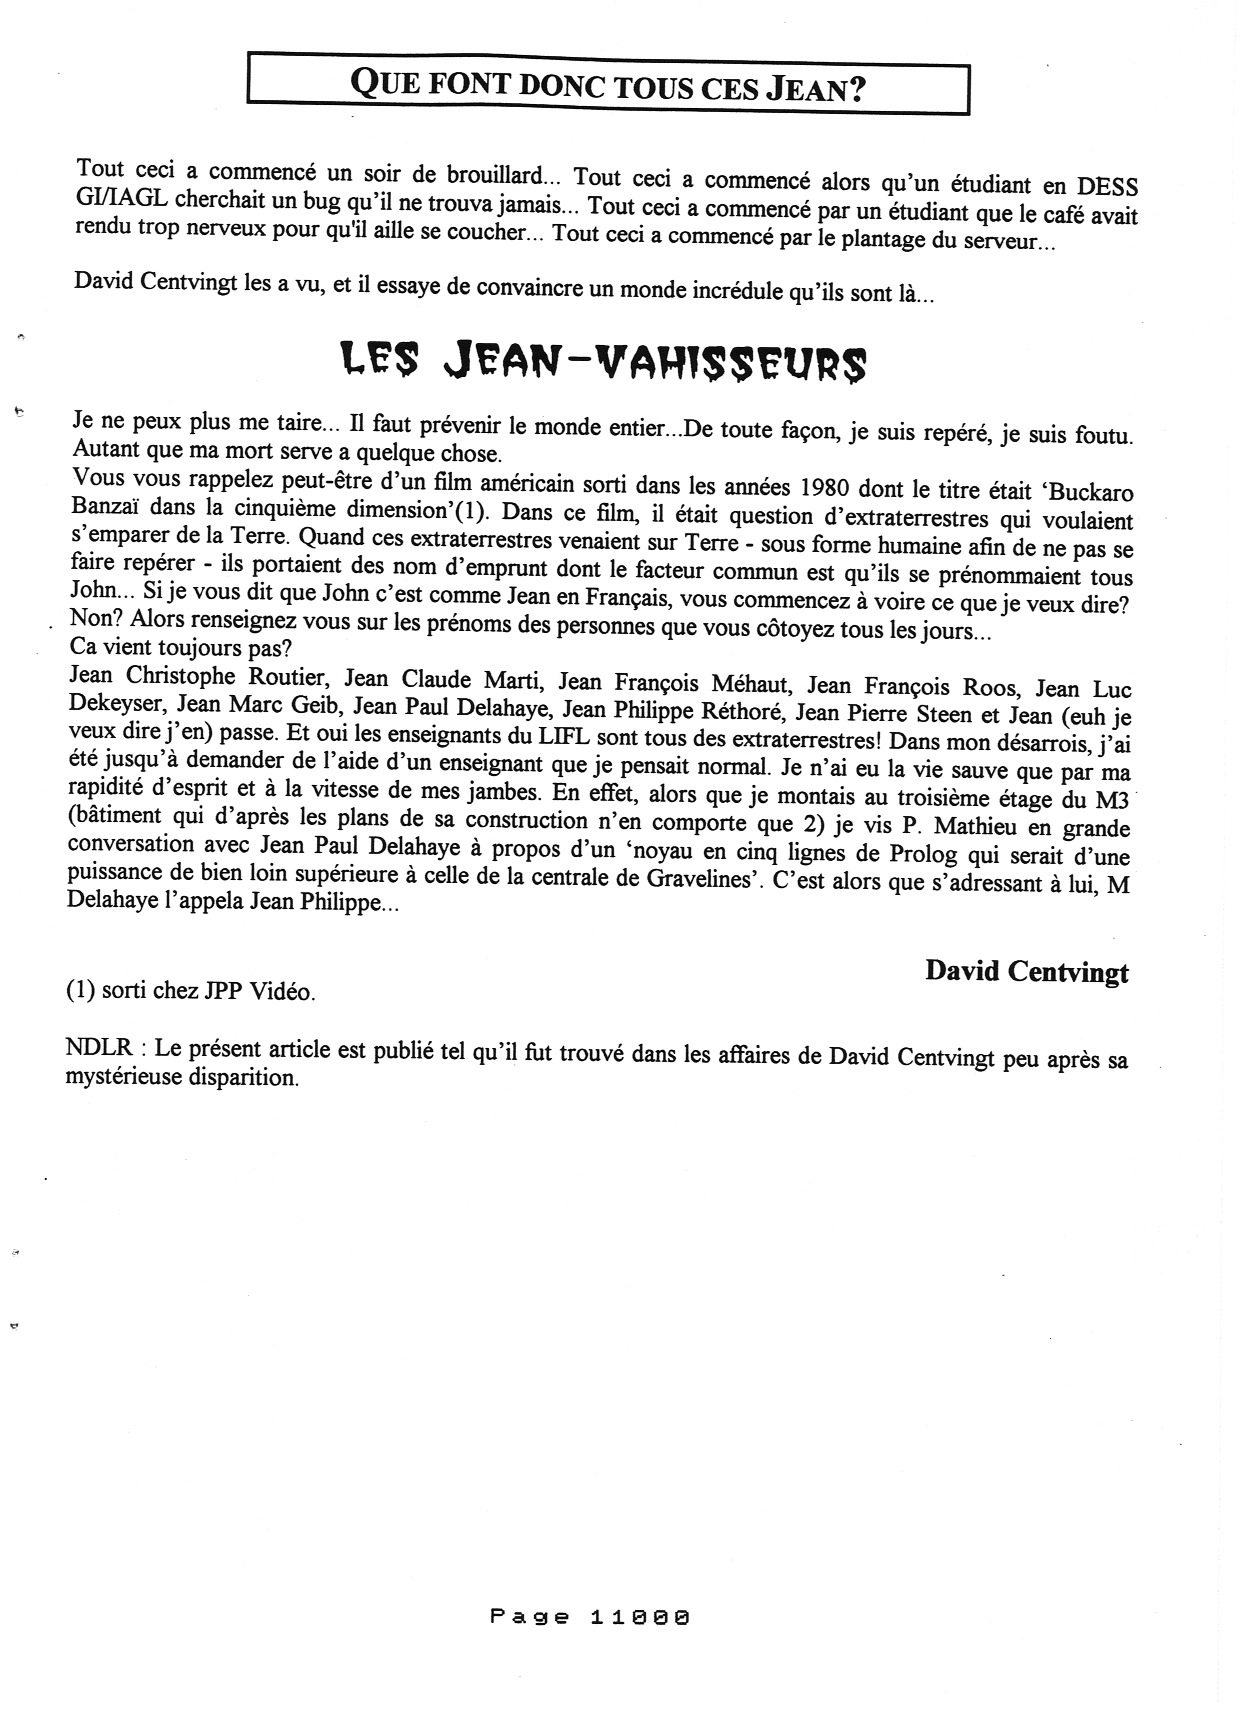 QUE FONT DONC TOUS CES JEAN?
Tout ceci a commencé un soir de brouillard... Tout ceci a commencé alors qu'un étudiant en DESS
GI/IAGL cherchait un bug qu'il ne trouva jamais... Tout ceci a commencé par un étudiant que le café avait
rendu trop nerveux pour qu'il aille se coucher... Tout ceci a commencé par le plantage du serveur...
David Centvingt les a vu, et il essaye de convaincre un monde incrédule qu'ils sont là...
LES JEAN-VAHISSEURS
Je ne peux plus me taire... Il faut prévenir le monde entier...De toute façon, je suis repéré, je suis foutu.
Autant que ma mort serve a quelque chose.
Vous vous rappelez peut-être d'un film américain sorti dans les années 1980 dont le titre était ‘Buckaro
Banzaï dans la cinquième dimension’(1). Dans ce film, il était question d'extraterrestres qui voulaient
s'emparer de la Terre. Quand ces extraterrestres venaient sur Terre - sous forme humaine afin de ne pas se
faire repérer - ils portaient des nom d'emprunt dont le facteur commun est qu'ils se prénommaient tous
John... Si je vous dit que John c'est comme Jean en Français, vous commencez à voire ce que je veux dire?
Non? Alors renseignez vous sur les prénoms des personnes que vous côtoyez tous les jours...
Ca vient toujours pas?
Jean Christophe Routier, Jean Claude Marti, Jean François Méhaut, Jean François Roos, Jean Luc
Dekeyser, Jean Marc Geib, Jean Paul Delahaye, Jean Philippe Réthoré, Jean Pierre Steen et Jean (euh je
veux dire j'en) passe. Et oui les enseignants du LIFL sont tous des extraterrestres! Dans mon désarrois, j'ai
été jusqu'à demander de l'aide d'un enseignant que je pensait normal. Je n'ai eu la vie sauve que par ma
rapidité d'esprit et à la vitesse de mes jambes. En effet, alors que je montais au troisième étage du M3
(bâtiment qui d'après les plans de sa construction n'en comporte que 2) je vis P. Mathieu en grande
conversation avec Jean Paul Delahaye à propos d'un ‘noyau en cinq lignes de Prolog qui serait d'une
puissance de bien loin supérieure à celle de la centrale de Gravelines’. C'est alors que s'adressant à lui, M
Delahaye l'appela Jean Philippe...
David Centvingt
(1) sorti chez JPP Vidéo.
NDLR : Le présent article est publié tel qu'il fut trouvé dans les affaires de David Centvingt peu après sa
mystérieuse disparition.
Page 11000